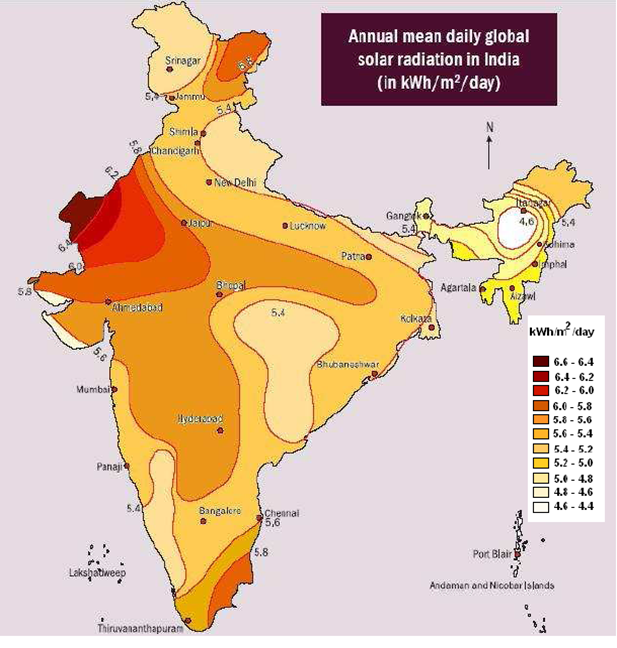 Annual mean daily global
solar radiation in India
(in kWh/m²/day)
N
Srinagar
5.8
5.4
Jammu
5.4
Shimla
5.8
Chandigarh
6.2
New Delhi
Itanagar
Gangtok
4.6
5.4
5.4
Jaipur
Lucknow
6.4
Patna
Imphal
6.0
Bhopal
Agartala
Aizawl
5.8
Ahmedabad
5.4
Kolkata
5.6
Bhubaneshwar
Mumbai
Hyderabad
Panaji
5.4
Bangalore
Chennai
5.6
5.8
Lakshadweep
Port Blair
Andaman and Nicobar Islands
Thiruvananthapuram
kWh/m²/day
6.6 - 6.4
6.4 - 6.2
6.2 - 6.0
6.0 - 5.8
5.8 - 5.6
5.6 - 5.4
5.4 - 5.2
5.2 - 5.0
5.0 - 4.8
4.8 - 4.6
4.6 - 4.4